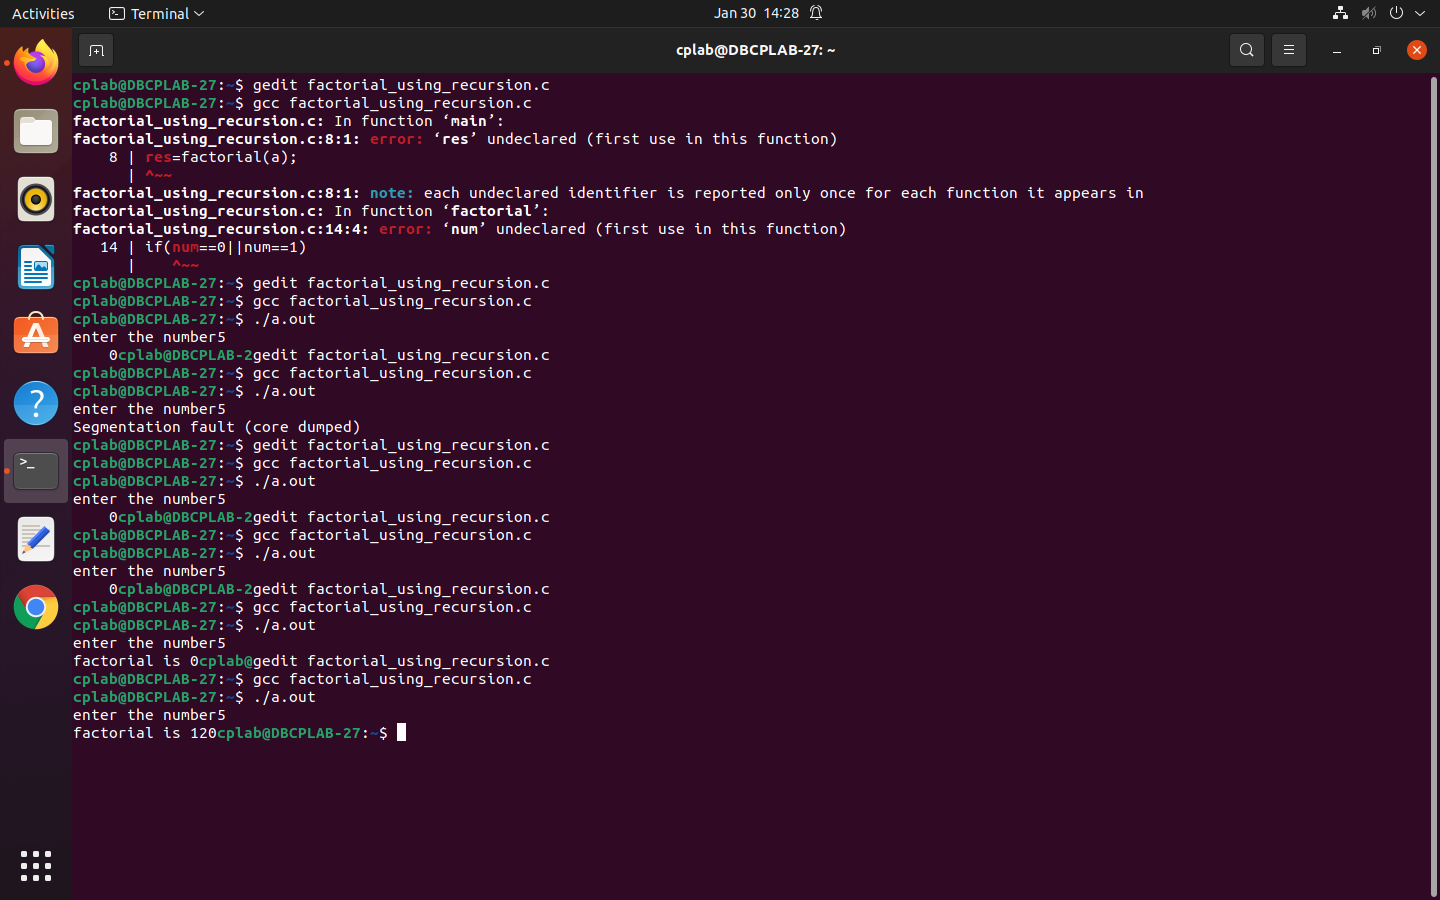 Activities Terminal Jan 30 14:28
cplab@DBCPLAB-27: ~
cplab@DBCPLAB-27:~$ gedit factorial_using_recursion.c
cplab@DBCPLAB-27:~$ gcc factorial_using_recursion.c
factorial_using_recursion.c: In function ‘main’:
factorial_using_recursion.c:8:1: error: ‘res’ undeclared (first use in this function)
    8 | res=factorial(a);
      | ^~~
factorial_using_recursion.c:8:1: note: each undeclared identifier is reported only once for each function it appears in
factorial_using_recursion.c: In function ‘factorial’:
factorial_using_recursion.c:14:4: error: ‘num’ undeclared (first use in this function)
   14 | if(num==0||num==1)
      |    ^~~
cplab@DBCPLAB-27:~$ gedit factorial_using_recursion.c
cplab@DBCPLAB-27:~$ gcc factorial_using_recursion.c
cplab@DBCPLAB-27:~$ ./a.out
enter the number5
    0cplab@DBCPLAB-2gedit factorial_using_recursion.c
cplab@DBCPLAB-27:~$ gcc factorial_using_recursion.c
cplab@DBCPLAB-27:~$ ./a.out
enter the number5
Segmentation fault (core dumped)
cplab@DBCPLAB-27:~$ gedit factorial_using_recursion.c
cplab@DBCPLAB-27:~$ gcc factorial_using_recursion.c
cplab@DBCPLAB-27:~$ ./a.out
enter the number5
    0cplab@DBCPLAB-2gedit factorial_using_recursion.c
cplab@DBCPLAB-27:~$ gcc factorial_using_recursion.c
cplab@DBCPLAB-27:~$ ./a.out
enter the number5
    0cplab@DBCPLAB-2gedit factorial_using_recursion.c
cplab@DBCPLAB-27:~$ gcc factorial_using_recursion.c
cplab@DBCPLAB-27:~$ ./a.out
enter the number5
factorial is 0cplab@gedit factorial_using_recursion.c
cplab@DBCPLAB-27:~$ gcc factorial_using_recursion.c
cplab@DBCPLAB-27:~$ ./a.out
enter the number5
factorial is 120cplab@DBCPLAB-27:~$